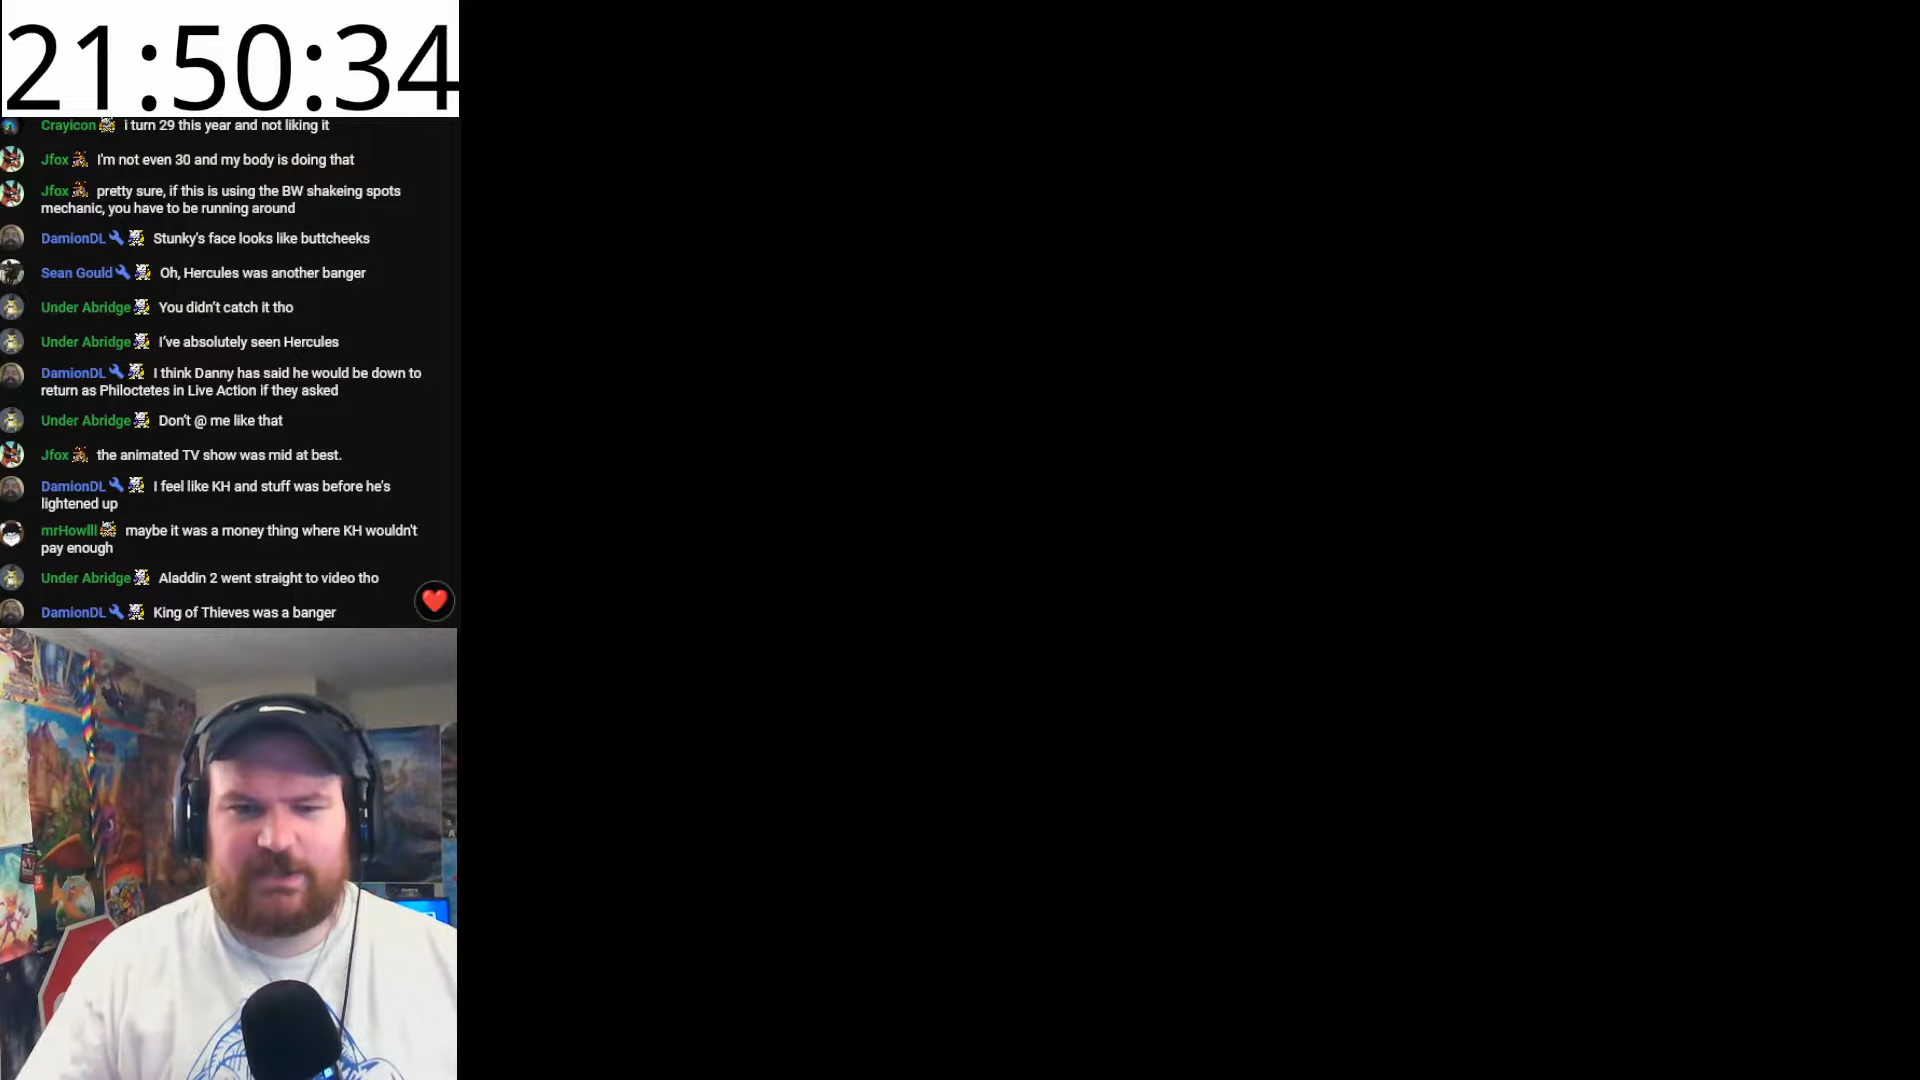 21:50:34
Crayicon i turn 29 this year and not liking it
Jfox I'm not even 30 and my body is doing that
Jfox pretty sure, if this is using the BW shakeing spots
mechanic, you have to be running around
DamionDL Stunky's face looks like buttcheeks
Sean Gould Oh, Hercules was another banger
Under Abridge You didn't catch it tho
Under Abridge I've absolutely seen Hercules
DamionDL I think Danny has said he would be down to
return as Philoctetes in Live Action if they asked
Under Abridge Don't @ me like that
Jfox the animated TV show was mid at best.
DamionDL I feel like KH and stuff was before he's
lightened up
mrHowlll maybe it was a money thing where KH wouldn't
pay enough
Under Abridge Aladdin 2 went straight to video tho
DamionDL King of Thieves was a banger